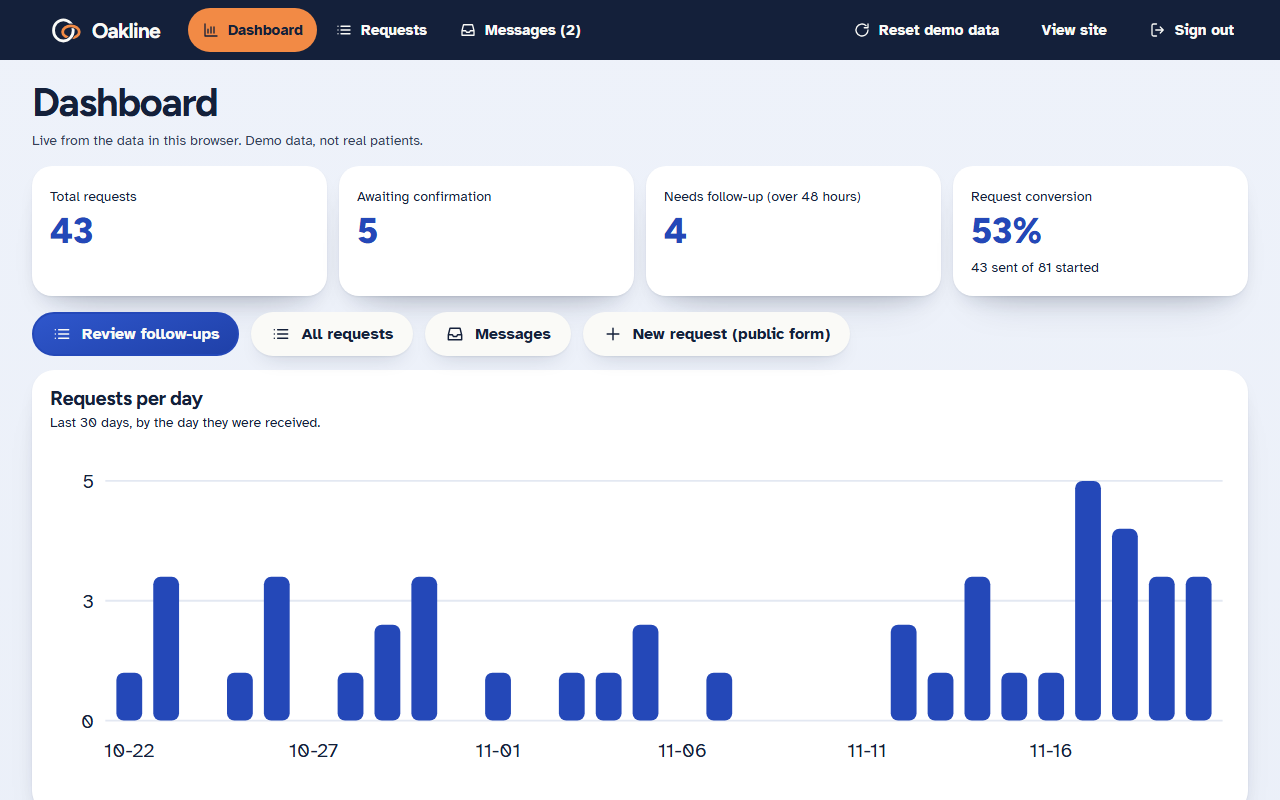 Oakline
Dashboard
Requests
Messages (2)
Reset demo data
View site
Sign out
Dashboard
Live from the data in this browser. Demo data, not real patients.
Total requests
43
Awaiting confirmation
5
Needs follow-up (over 48 hours)
4
Request conversion
53%
43 sent of 81 started
Review follow-ups
All requests
Messages
New request (public form)
Requests per day
Last 30 days, by the day they were received.
5
3
0
10-22
10-27
11-01
11-06
11-11
11-16